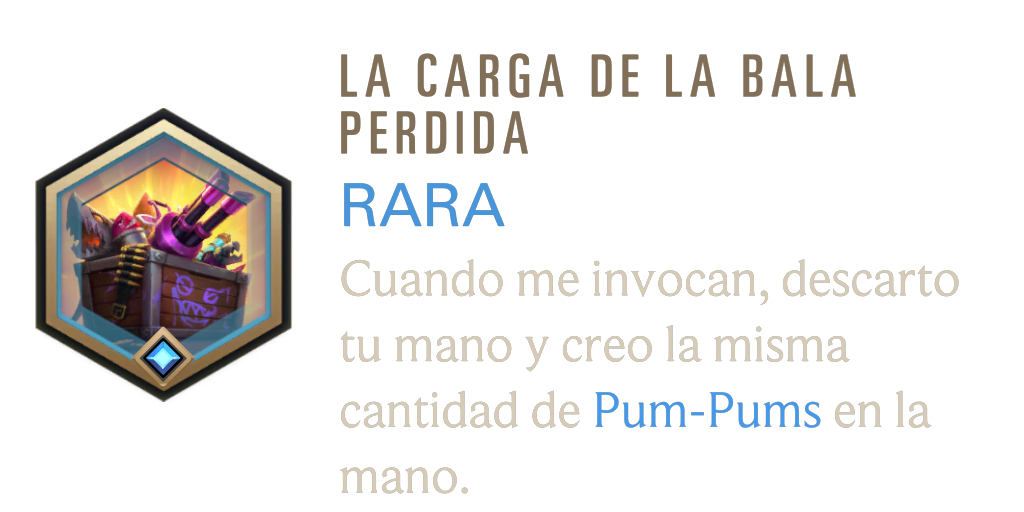 LA CARGA DE LA BALA
PERDIDA
RARA
Cuando me invocan, descarto
tu mano y creo la misma
cantidad de Pum-Pums en la
mano.